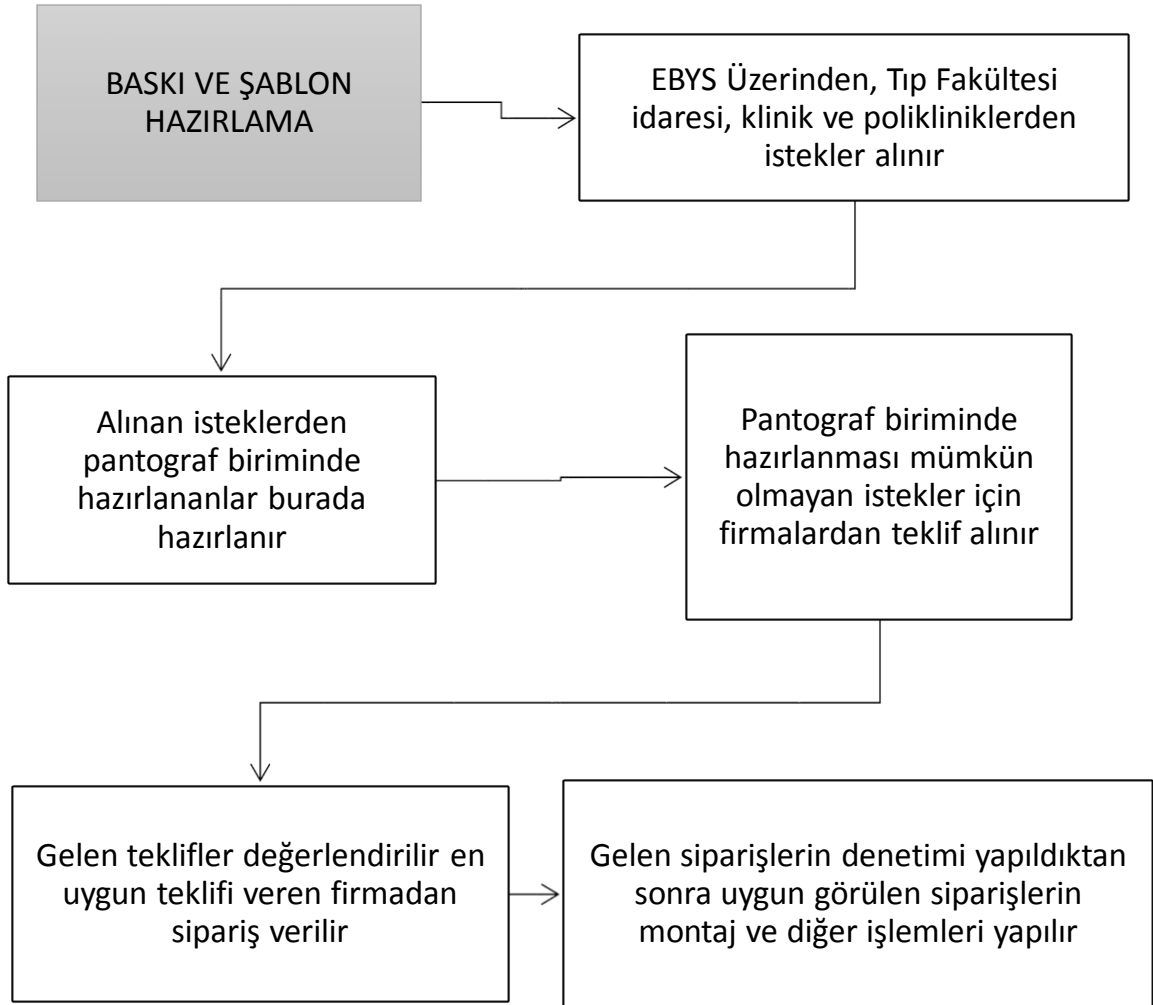 BASKI VE ŞABLON
HAZIRLAMA
EBYS Üzerinden, Tıp Fakültesi
idaresi, klinik ve polikliniklerden
istekler alınır
Alınan isteklerden
pantograf biriminde
hazırlananlar burada
hazırlanır
Pantograf biriminde
hazırlanması mümkün
olmayan istekler için
firmalardan teklif alınır
Gelen teklifler değerlendirilir en
uygun teklifi veren firmadan
sipariş verilir
Gelen siparişlerin denetimi yapıldıktan
sonra uygun görülen siparişlerin
montaj ve diğer işlemleri yapılır